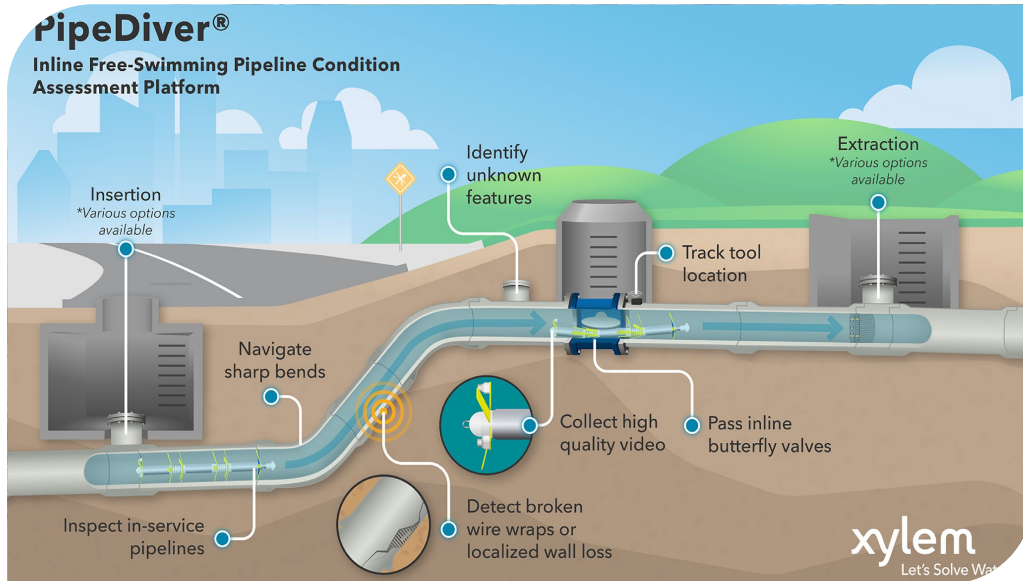 PipeDiver®
Inline Free-Swimming Pipeline Condition
Assessment Platform
Insertion
*Various options
available
Identify
unknown
features
Extraction
*Various options
available
Track tool
location
Navigate
sharp bends
Collect high
quality video
Pass inline
butterfly valves
Inspect in-service
pipelines
Detect broken
wire wraps or
localized wall loss
xylem
Let's Solve